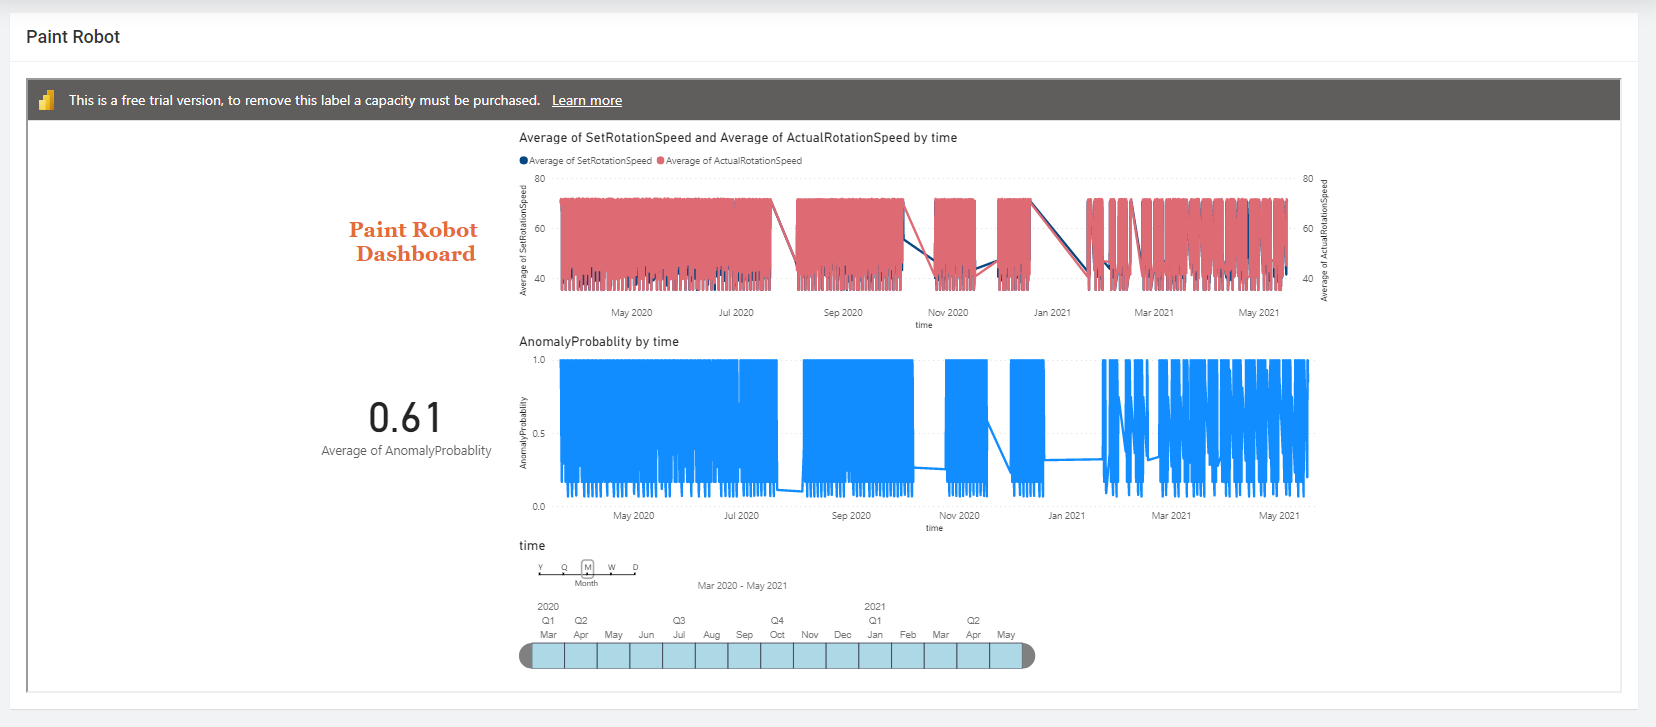 Paint Robot
This is a free trial version, to remove this label a capacity must be purchased. Learn more
Paint Robot
Dashboard
Average of SetRotationSpeed and Average of ActualRotationSpeed by time
Average of SetRotationSpeed Average of ActualRotationSpeed
Average of SetRotationSpeed
80
60
40
80
60
40
Average of ActualRotationSpeed
May 2020 Jul 2020 Sep 2020 Nov 2020 Jan 2021 Mar 2021 May 2021
time
0.61
Average of AnomalyProbablity
AnomalyProbablity by time
AnomalyProbablity
1.0
0.5
0.0
May 2020 Jul 2020 Sep 2020 Nov 2020 Jan 2021 Mar 2021 May 2021
time
time
Y Q M W D
Month
Mar 2020 - May 2021
2020 2021
Q1 Q2 Q3 Q4 Q1 Q2
Mar Apr May Jun Jul Aug Sep Oct Nov Dec Jan Feb Mar Apr May